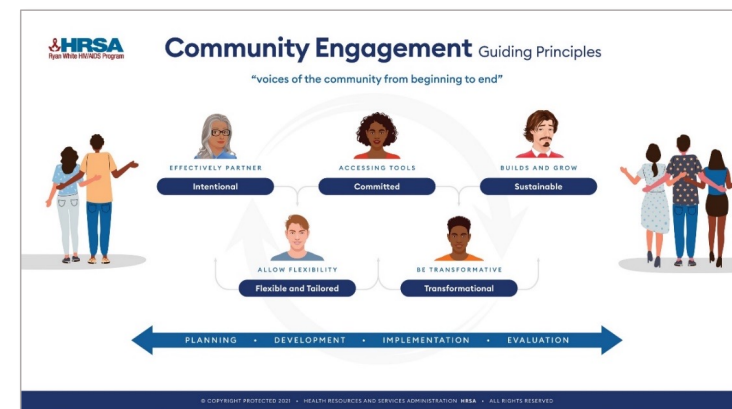 HRSA
Ryan White HIV/AIDS Program
Community Engagement Guiding Principles
"voices of the community from beginning to end"
EFFECTIVELY PARTNER
Intentional
ACCESSING TOOLS
Committed
BUILDS AND GROW
Sustainable
ALLOW FLEXIBILITY
Flexible and Tailored
BE TRANSFORMATIVE
Transformational
PLANNING • DEVELOPMENT • IMPLEMENTATION • EVALUATION
© COPYRIGHT PROTECTED 2021 • HEALTH RESOURCES AND SERVICES ADMINISTRATION HRSA • ALL RIGHTS RESERVED